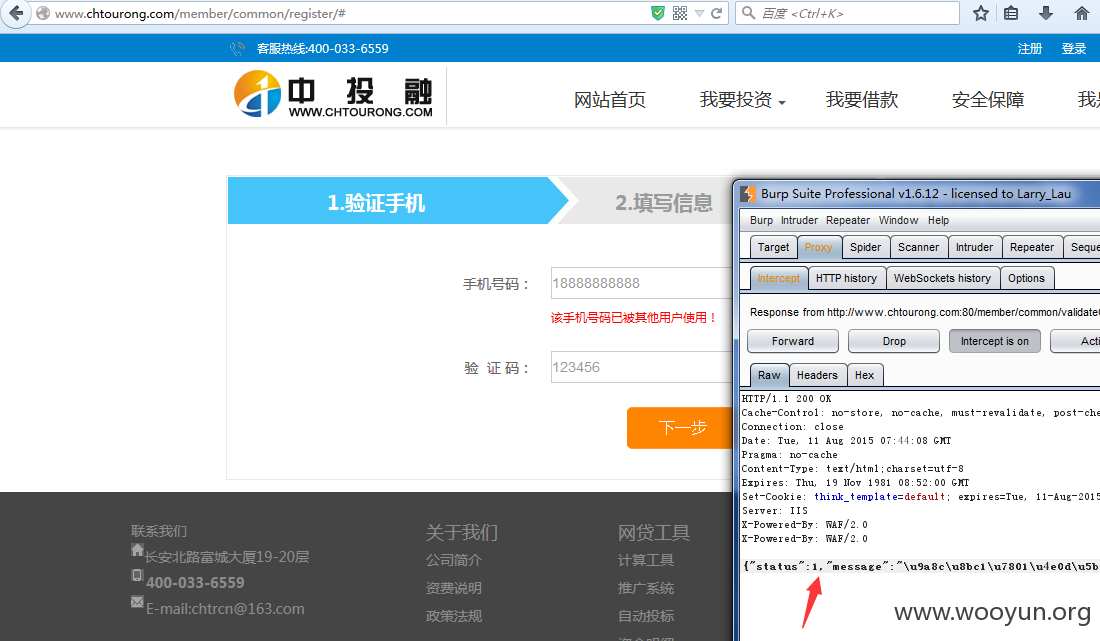 www.chtourong.com/member/common/register/#
百度 <Ctrl+K>
客服热线:400-033-6559
注册 登录
中投融
WWW.CHTOURONG.COM
网站首页 我要投资 我要借款 安全保障
1.验证手机 2.填写信息
手机号码：
18888888888
该手机号码已被其他用户使用！
验 证 码：
123456
下一步
联系我们
长安北路富城大厦19-20层
400-033-6559
E-mail:chtrcn@163.com
关于我们
公司简介
资费说明
政策法规
网贷工具
计算工具
推广系统
自动投标
Burp Suite Professional v1.6.12 - licensed to Larry_Lau
Burp Intruder Repeater Window Help
Target Proxy Spider Scanner Intruder Repeater Seque
Intercept HTTP history WebSockets history Options
Response from http://www.chtourong.com:80/member/common/validate
Forward Drop Intercept is on Acti
Raw Headers Hex
HTTP/1.1 200 OK
Cache-Control: no-store, no-cache, must-revalidate, post-che
Connection: close
Date: Tue, 11 Aug 2015 07:44:08 GMT
Pragma: no-cache
Content-Type: text/html;charset=utf-8
Expires: Thu, 19 Nov 1981 08:52:00 GMT
Set-Cookie: think_template=default; expires=Tue, 11-Aug-2015
Server: IIS
X-Powered-By: WAF/2.0
X-Powered-By: WAF/2.0
{"status":1,"message":"\u9a8c\u8bc1\u7801\u4e0d\u5b
www.wooyun.org